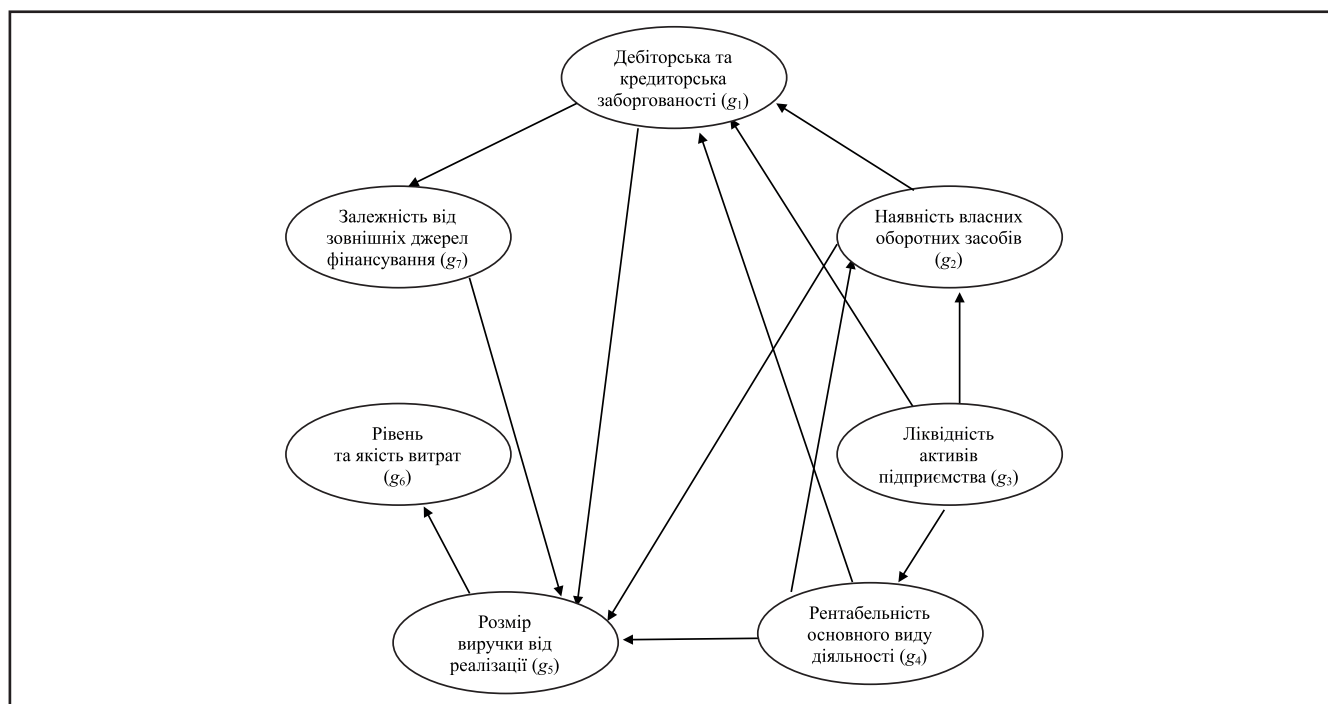 Дебіторська та
кредиторська
заборгованості (g₁)
Залежність від
зовнішніх джерел
фінансування (g₇)
Наявність власних
оборотних засобів
(g₂)
Рівень
та якість витрат
(g₆)
Ліквідність
активів
підприємства (g₃)
Розмір
виручки від
реалізації (g₅)
Рентабельність
основного виду
діяльності (g₄)